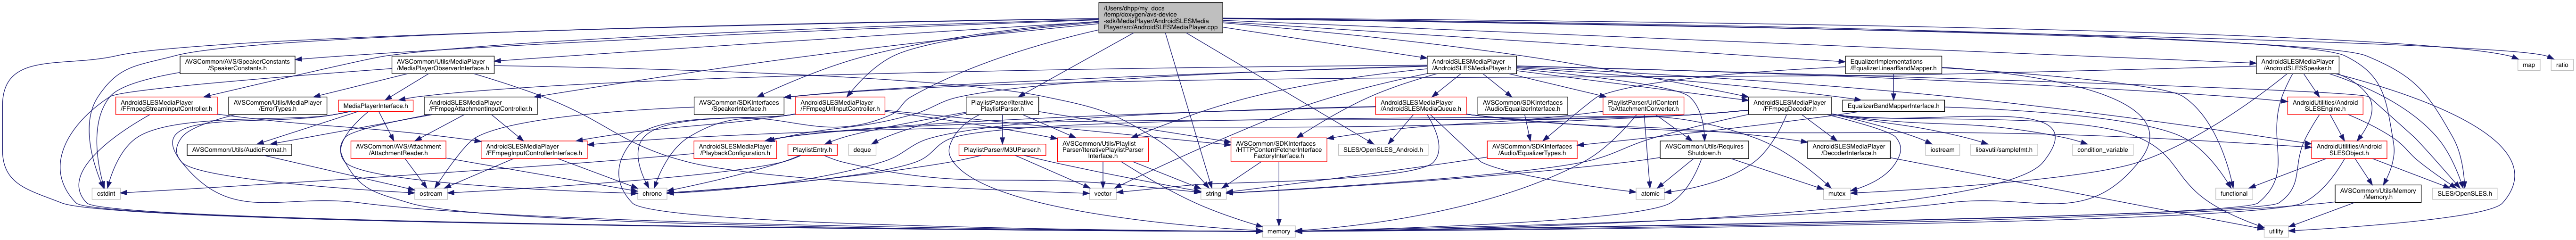 /Users/dhpp/my_docs
/temp/doxygen/avs-device
-sdk/MediaPlayer/AndroidSLESMedia
Player/src/AndroidSLESMediaPlayer.cpp
AVSCommon/AVS/SpeakerConstants
/SpeakerConstants.h
AVSCommon/Utils/MediaPlayer
/MediaPlayerObserverInterface.h
AndroidSLESMediaPlayer
/AndroidSLESMediaPlayer.h
EqualizerImplementations
/EqualizerLinearBandMapper.h
AndroidSLESMediaPlayer
/AndroidSLESSpeaker.h
map
ratio
AndroidSLESMediaPlayer
/FFmpegStreamInputController.h
AVSCommon/Utils/MediaPlayer
/ErrorTypes.h
MediaPlayerInterface.h
AndroidSLESMediaPlayer
/FFmpegAttachmentInputController.h
AVSCommon/SDKInterfaces
/SpeakerInterface.h
AndroidSLESMediaPlayer
/FFmpegUrlInputController.h
PlaylistParser/Iterative
PlaylistParser.h
AndroidSLESMediaPlayer
/AndroidSLESMediaQueue.h
AVSCommon/SDKInterfaces
/Audio/EqualizerInterface.h
PlaylistParser/UrlContent
ToAttachmentConverter.h
AndroidSLESMediaPlayer
/FFmpegDecoder.h
EqualizerBandMapperInterface.h
AndroidUtilities/Android
SLESEngine.h
AVSCommon/Utils/AudioFormat.h
AVSCommon/AVS/Attachment
/AttachmentReader.h
AndroidSLESMediaPlayer
/FFmpegInputControllerInterface.h
AndroidSLESMediaPlayer
/PlaybackConfiguration.h
PlaylistEntry.h
deque
PlaylistParser/M3UParser.h
AVSCommon/Utils/Playlist
Parser/IterativePlaylistParser
Interface.h
AVSCommon/SDKInterfaces
/HTTPContentFetcherInterface
FactoryInterface.h
SLES/OpenSLES_Android.h
AVSCommon/SDKInterfaces
/Audio/EqualizerTypes.h
AVSCommon/Utils/Requires
Shutdown.h
AndroidSLESMediaPlayer
/DecoderInterface.h
iostream
libavutil/samplefmt.h
condition_variable
AndroidUtilities/Android
SLESObject.h
cstdint
ostream
chrono
vector
string
atomic
mutex
functional
AVSCommon/Utils/Memory
/Memory.h
SLES/OpenSLES.h
memory
utility